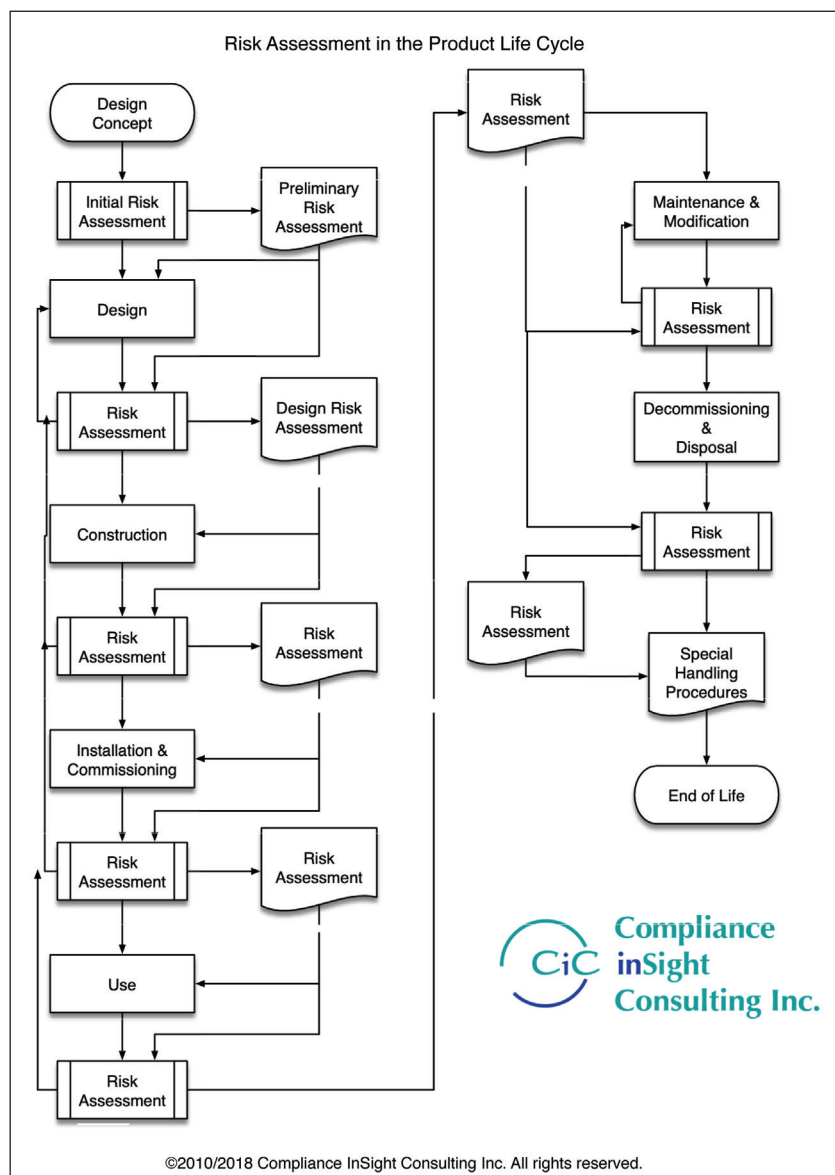 Risk Assessment in the Product Life Cycle
Design
Concept
Initial Risk
Assessment
Preliminary
Risk
Assessment
Design
Risk
Assessment
Design Risk
Assessment
Construction
Risk
Assessment
Risk
Assessment
Installation &
Commissioning
Risk
Assessment
Risk
Assessment
Use
Risk
Assessment
Risk
Assessment
Maintenance &
Modification
Risk
Assessment
Decommissioning
&
Disposal
Risk
Assessment
Risk
Assessment
Special
Handling
Procedures
End of Life
CiC
Compliance
inSight
Consulting Inc.
©2010/2018 Compliance InSight Consulting Inc. All rights reserved.